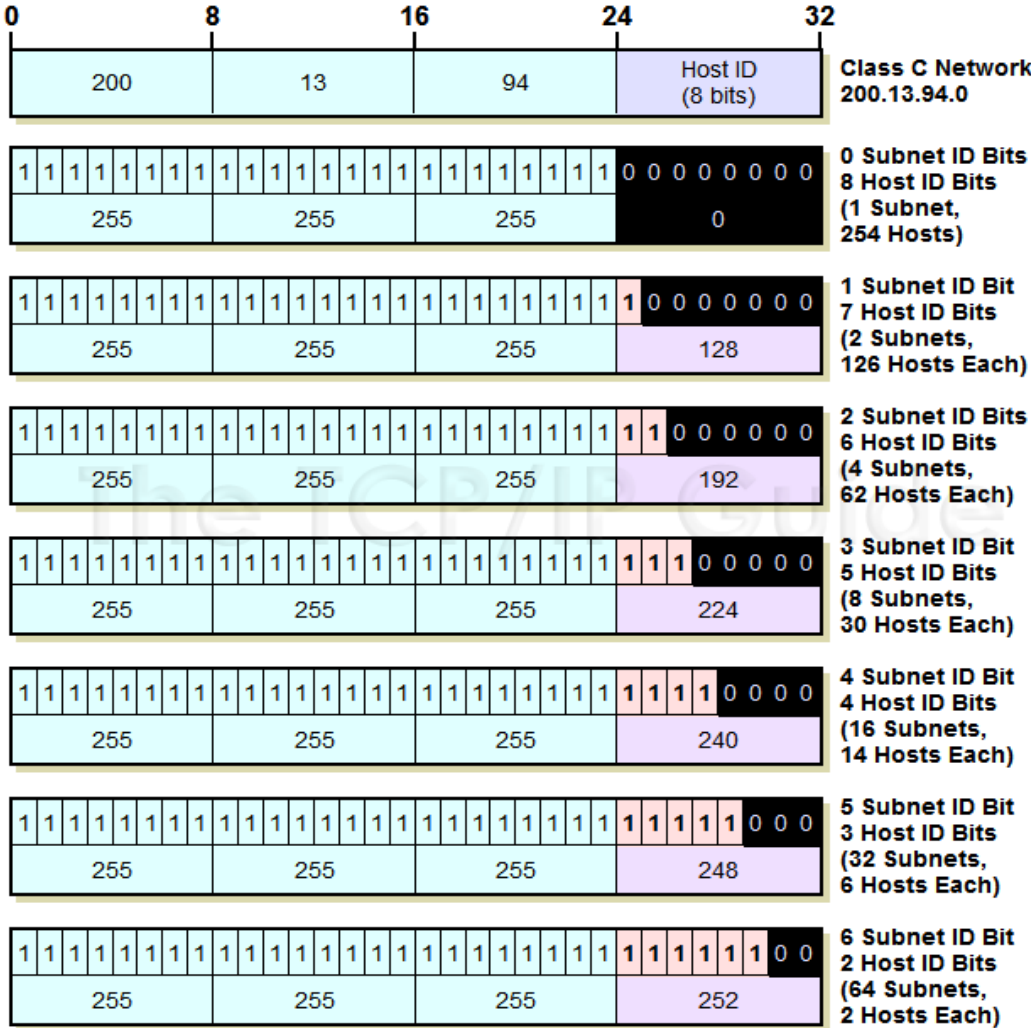 0 8 16 24 32
200 13 94 Host ID
(8 bits)
Class C Network
200.13.94.0
1 1 1 1 1 1 1 1 1 1 1 1 1 1 1 1 1 1 1 1 1 1 1 1 0 0 0 0 0 0 0 0
255 255 255 0
0 Subnet ID Bits
8 Host ID Bits
(1 Subnet,
254 Hosts)
1 1 1 1 1 1 1 1 1 1 1 1 1 1 1 1 1 1 1 1 1 1 1 1 1 0 0 0 0 0 0 0
255 255 255 128
1 Subnet ID Bit
7 Host ID Bits
(2 Subnets,
126 Hosts Each)
1 1 1 1 1 1 1 1 1 1 1 1 1 1 1 1 1 1 1 1 1 1 1 1 1 1 0 0 0 0 0 0
255 255 255 192
2 Subnet ID Bits
6 Host ID Bits
(4 Subnets,
62 Hosts Each)
The TCP/IP Guide
1 1 1 1 1 1 1 1 1 1 1 1 1 1 1 1 1 1 1 1 1 1 1 1 1 1 1 0 0 0 0 0
255 255 255 224
3 Subnet ID Bit
5 Host ID Bits
(8 Subnets,
30 Hosts Each)
1 1 1 1 1 1 1 1 1 1 1 1 1 1 1 1 1 1 1 1 1 1 1 1 1 1 1 1 0 0 0 0
255 255 255 240
4 Subnet ID Bit
4 Host ID Bits
(16 Subnets,
14 Hosts Each)
1 1 1 1 1 1 1 1 1 1 1 1 1 1 1 1 1 1 1 1 1 1 1 1 1 1 1 1 1 0 0 0
255 255 255 248
5 Subnet ID Bit
3 Host ID Bits
(32 Subnets,
6 Hosts Each)
1 1 1 1 1 1 1 1 1 1 1 1 1 1 1 1 1 1 1 1 1 1 1 1 1 1 1 1 1 1 0 0
255 255 255 252
6 Subnet ID Bit
2 Host ID Bits
(64 Subnets,
2 Hosts Each)